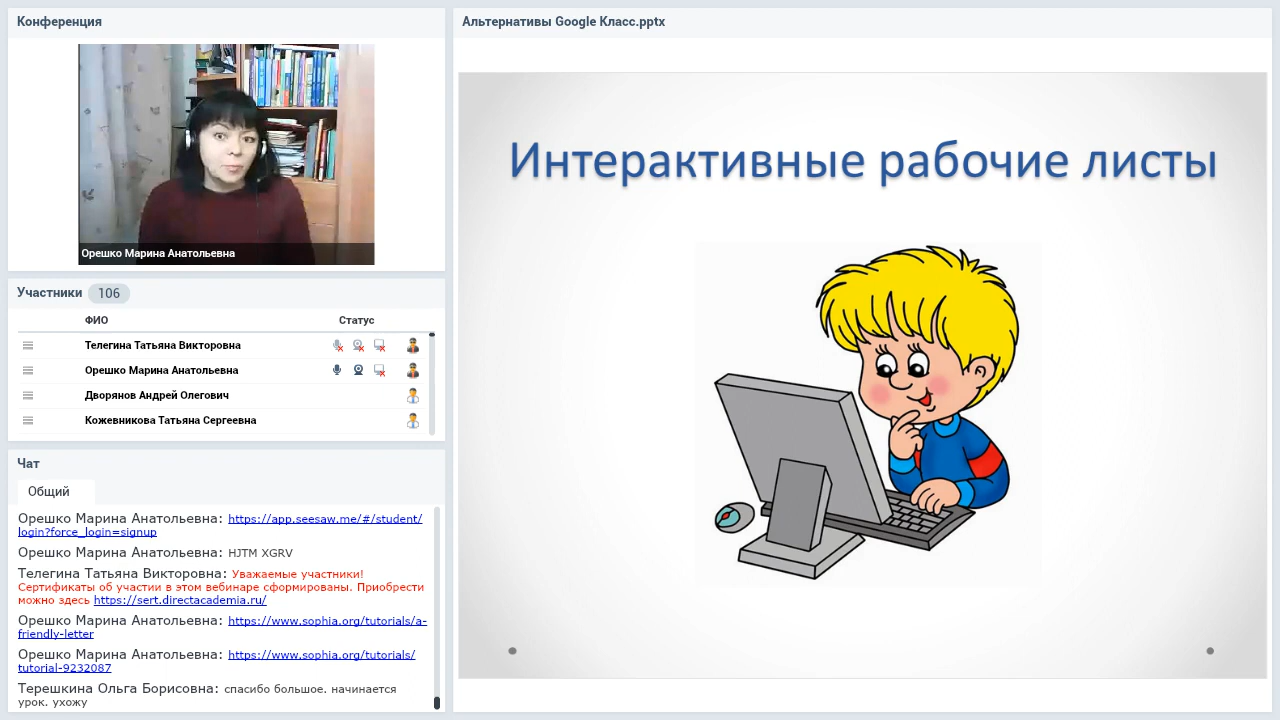 Конференция
Орешко Марина Анатольевна
Участники 106
ФИО Статус
Телегина Татьяна Викторовна
Орешко Марина Анатольевна
Дворянов Андрей Олегович
Кожевникова Татьяна Сергеевна
Чат
Общий
Орешко Марина Анатольевна: https://app.seesaw.me/#/student/
login?force_login=signup
Орешко Марина Анатольевна: HJTM XGRV
Телегина Татьяна Викторовна: Уважаемые участники!
Сертификаты об участии в этом вебинаре сформированы. Приобрести
можно здесь https://sert.directacademia.ru/
Орешко Марина Анатольевна: https://www.sophia.org/tutorials/a-
friendly-letter
Орешко Марина Анатольевна: https://www.sophia.org/tutorials/
tutorial-9232087
Терешкина Ольга Борисовна: спасибо большое. начинается
урок. ухожу
Альтернативы Google Класс.pptx
Интерактивные рабочие листы